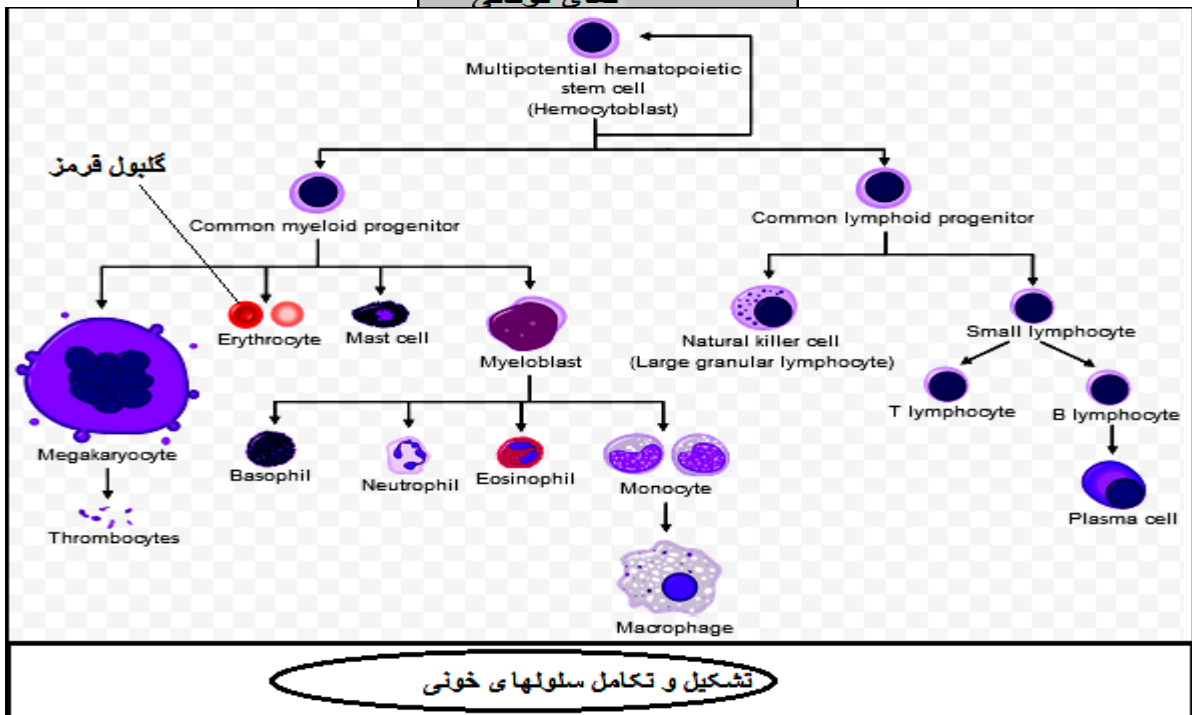 Multipotential hematopoietic
stem cell
(Hemocytoblast)
گلبول قرمز
Common myeloid progenitor
Common lymphoid progenitor
Erythrocyte
Mast cell
Myeloblast
Natural killer cell
(Large granular lymphocyte)
Small lymphocyte
T lymphocyte
B lymphocyte
Megakaryocyte
Basophil
Neutrophil
Eosinophil
Monocyte
Plasma cell
Thrombocytes
Macrophage
تشکیل و تکامل سلولهای خونی